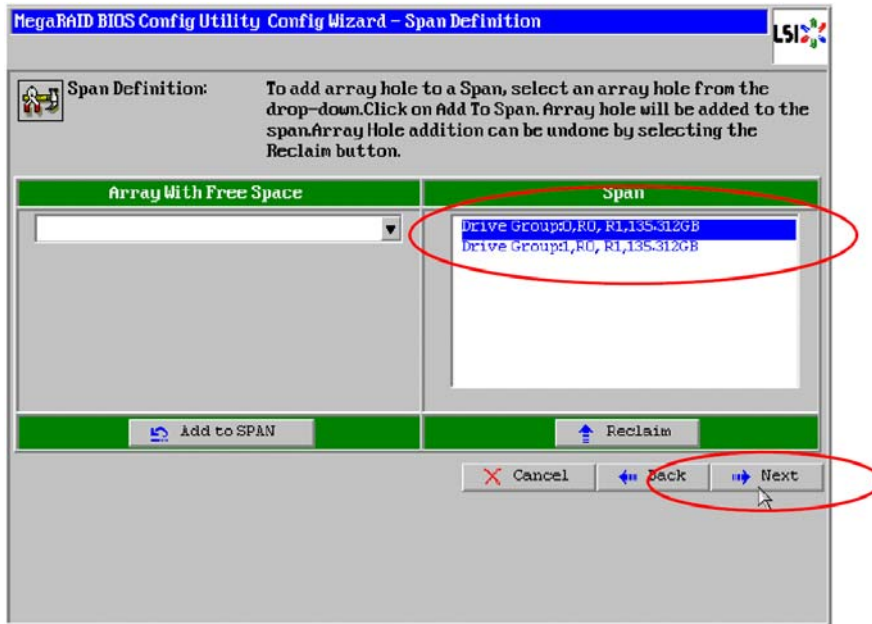 MegaRAID BIOS Config Utility Config Wizard - Span Definition
LSI
Span Definition:
To add array hole to a Span, select an array hole from the
drop-down.Click on Add To Span. Array hole will be added to the
span.Array Hole addition can be undone by selecting the
Reclaim button.
Array With Free Space
Span
Drive Group:0,R0, R1,135.312GB
Drive Group:1,R0, R1,135.312GB
Add to SPAN
Reclaim
Cancel
Back
Next